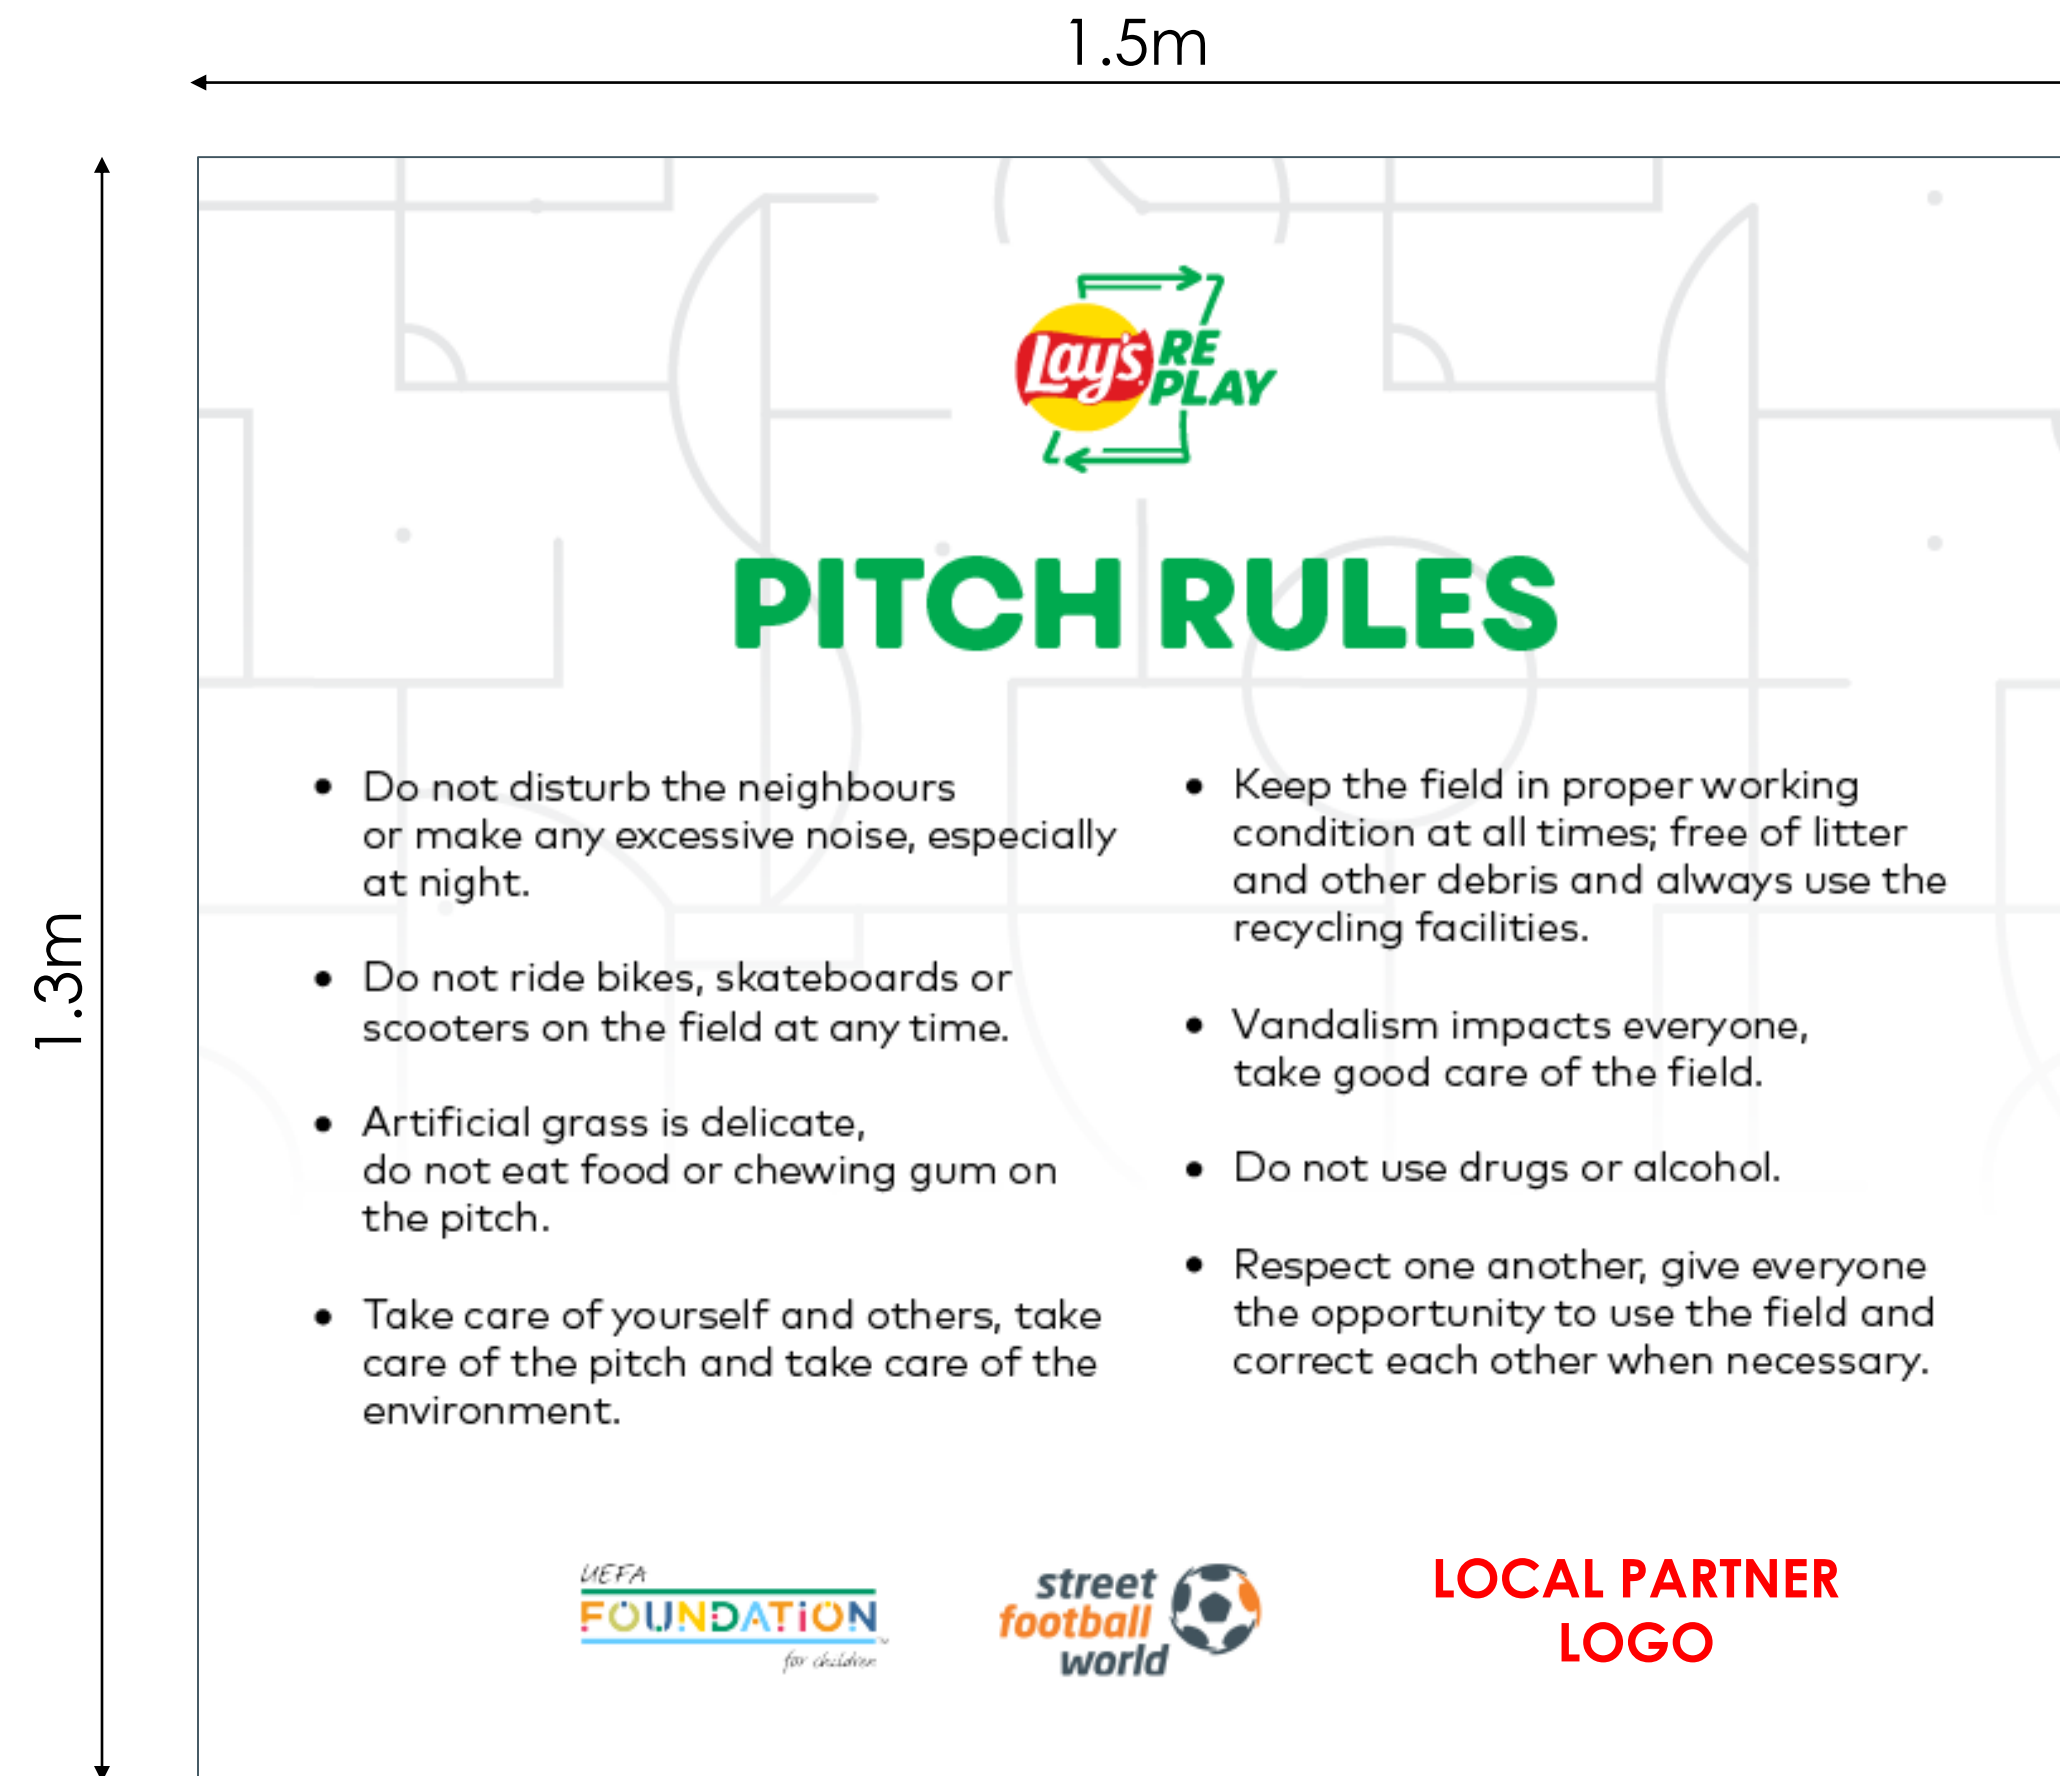 1.5m
1.3m
Lay's RE
PLAY
PITCH RULES
• Do not disturb the neighbours
or make any excessive noise, especially
at night.
• Do not ride bikes, skateboards or
scooters on the field at any time.
• Artificial grass is delicate,
do not eat food or chewing gum on
the pitch.
• Take care of yourself and others, take
care of the pitch and take care of the
environment.
• Keep the field in proper working
condition at all times; free of litter
and other debris and always use the
recycling facilities.
• Vandalism impacts everyone,
take good care of the field.
• Do not use drugs or alcohol.
• Respect one another, give everyone
the opportunity to use the field and
correct each other when necessary.
UEFA
FOUNDATION
for children
street
football
world
LOCAL PARTNER
LOGO